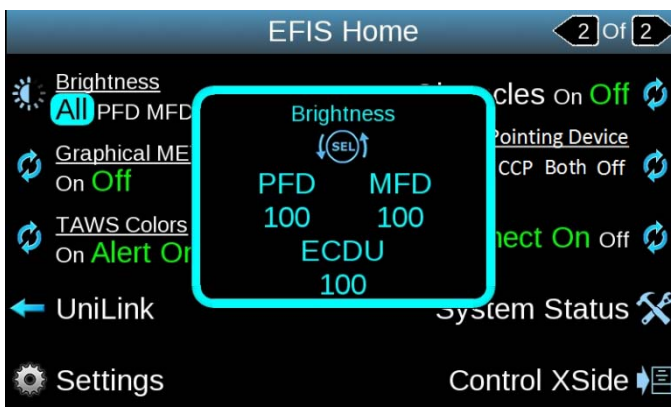 EFIS Home
2 Of 2
Brightness
All PFD MFD
cles On Off
Brightness
SEL
PFD MFD
100 100
ECDU
100
Pointing Device
CCP Both Off
Graphical ME
On Off
TAWS Colors
On Alert On
nect On Off
UniLink
System Status
Settings
Control XSide